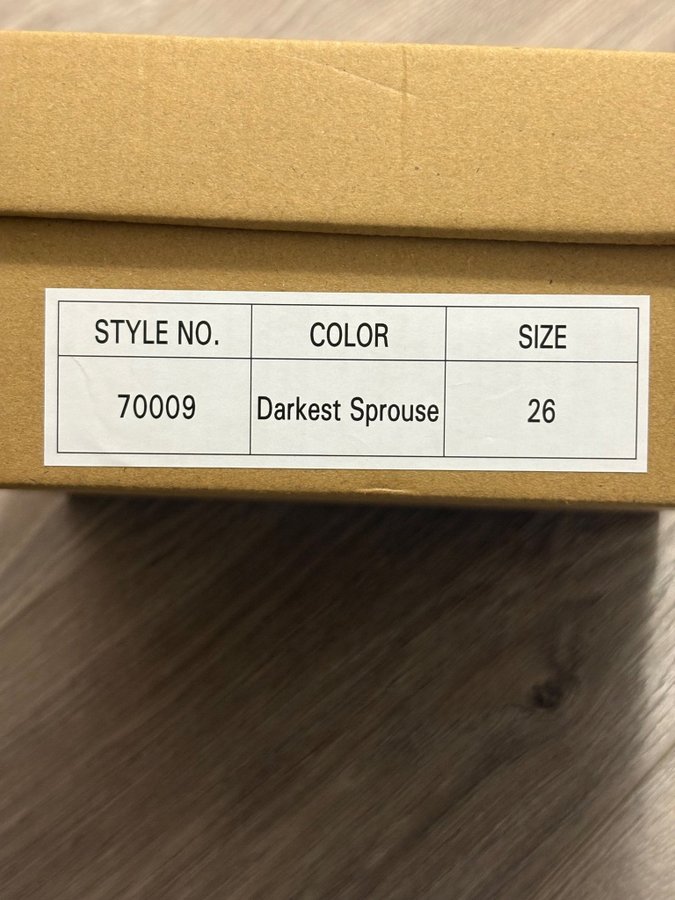 STYLE NO. COLOR SIZE
70009 Darkest Sprouse 26